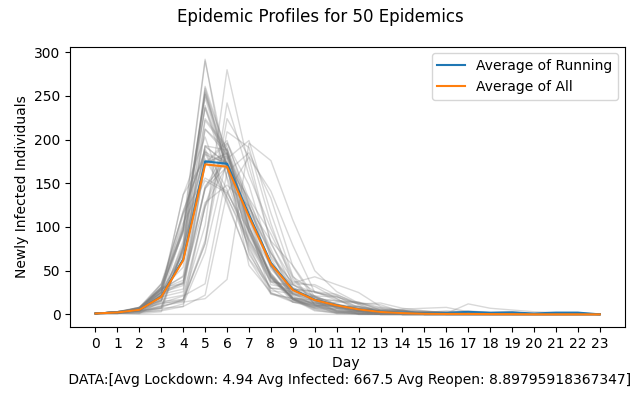 Epidemic Profiles for 50 Epidemics
Newly Infected Individuals
300
250
200
150
100
50
0
Average of Running
Average of All
0 1 2 3 4 5 6 7 8 9 10 11 12 13 14 15 16 17 18 19 20 21 22 23
Day
DATA:[Avg Lockdown: 4.94 Avg Infected: 667.5 Avg Reopen: 8.89795918367347]